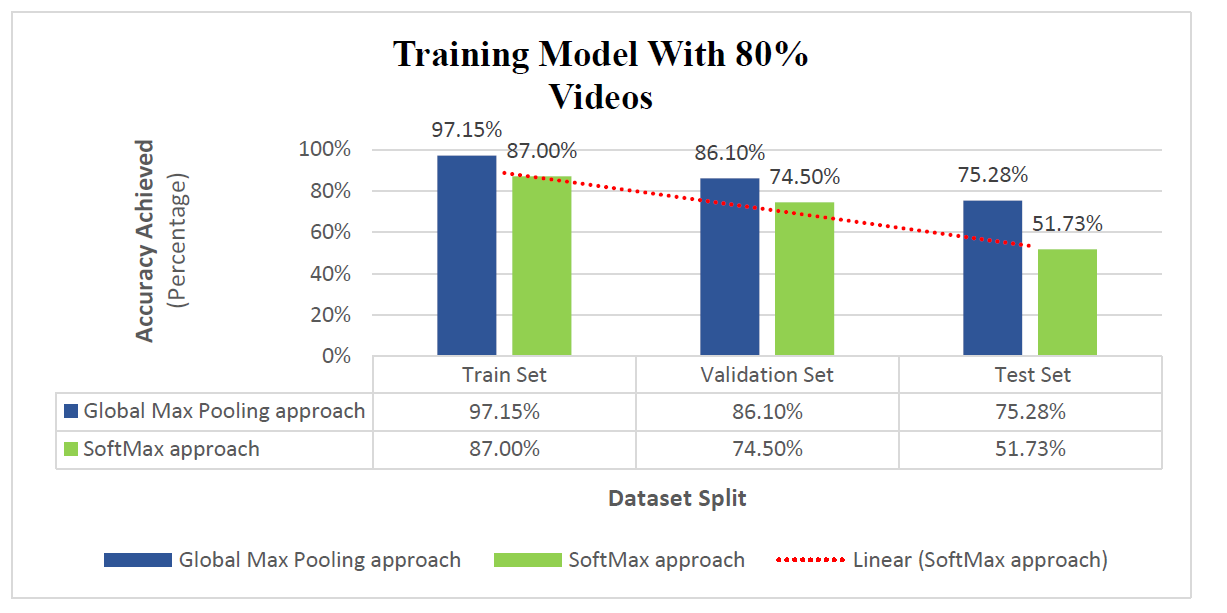 Training Model With 80%
Videos
Accuracy Achieved
(Percentage)
100%
80%
60%
40%
20%
0%
97.15%
87.00%
86.10%
74.50%
75.28%
51.73%
Train Set Validation Set Test Set
Global Max Pooling approach 97.15% 86.10% 75.28%
SoftMax approach 87.00% 74.50% 51.73%
Dataset Split
Global Max Pooling approach SoftMax approach Linear (SoftMax approach)